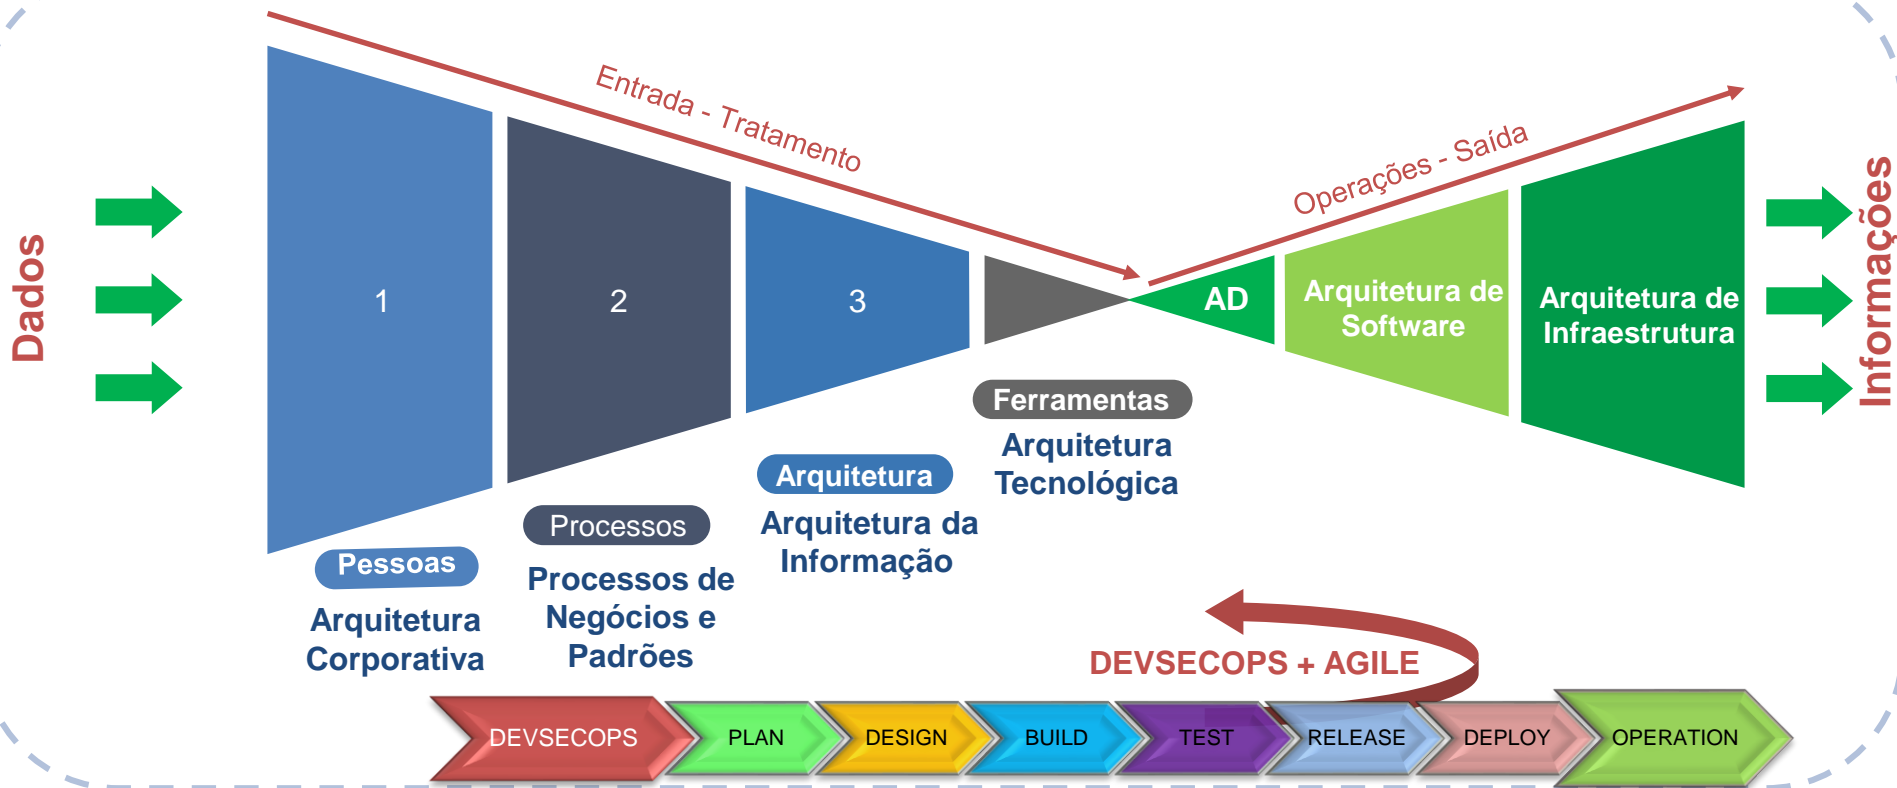 Dados
Entrada - Tratamento
Operações - Saída
Informações
1
2
3
AD
Arquitetura de
Software
Arquitetura de
Infraestrutura
Pessoas
Arquitetura
Corporativa
Processos
Processos de
Negócios e
Padrões
Arquitetura
Arquitetura da
Informação
Ferramentas
Arquitetura
Tecnológica
DEVSECOPS + AGILE
DEVSECOPS
PLAN
DESIGN
BUILD
TEST
RELEASE
DEPLOY
OPERATION